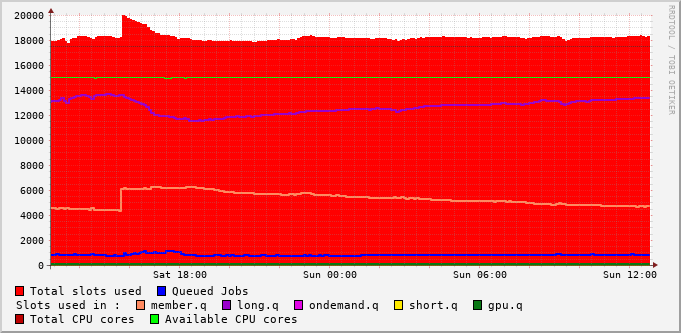 20000
18000
16000
14000
12000
10000
8000
6000
4000
2000
0
Sat 18:00 Sun 00:00 Sun 06:00 Sun 12:00
Total slots used Queued Jobs
Slots used in : member.q long.q ondemand.q short.q gpu.q
Total CPU cores Available CPU cores
RRDTOOL / TOBI OETIKER